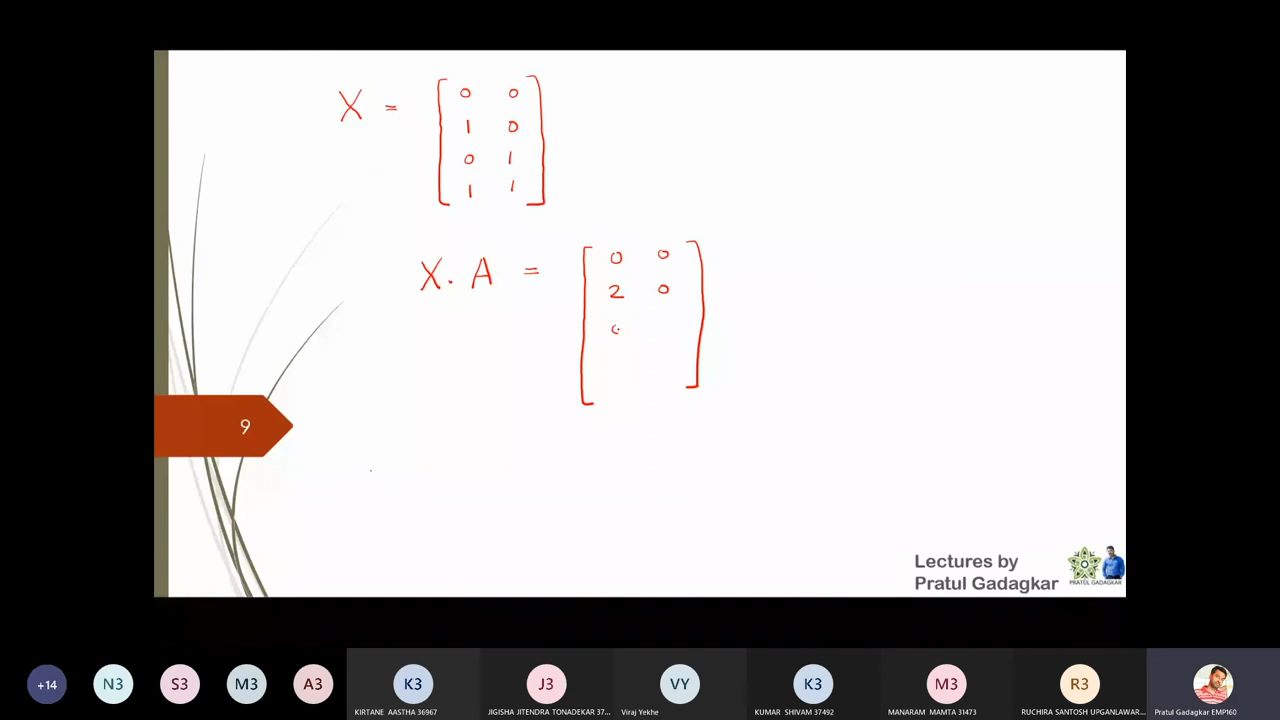 X =
0 0
1 0
0 1
1 1
X. A =
0 0
2 0
0
9
Lectures by
Pratul Gadagkar
PRATUL GADAGKAR
+14 N3 S3 M3 A3 K3 J3 VY K3 M3 R3
KIRTANE AASTHA 36967 JIGISHA JITENDRA TONADEKAR 37... Viraj Yekhe KUMAR SHIVAM 37492 MANARAM MAMTA 31473 RUCHIRA SANTOSH UPGANLAWAR... Pratul Gadagkar EMP160